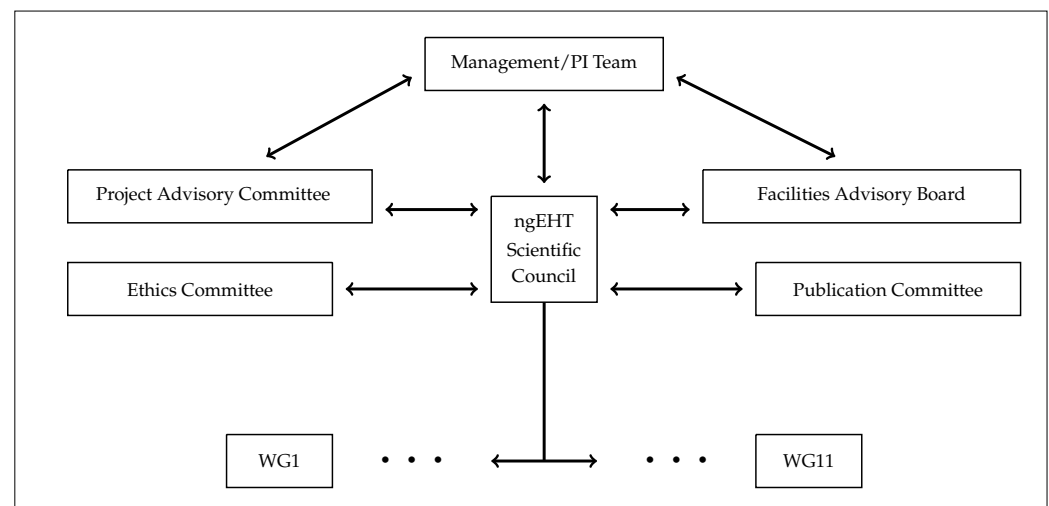 Management/PI Team
Project Advisory Committee
Facilities Advisory Board
ngEHT
Scientific
Council
Ethics Committee
Publication Committee
WG1
• • •
• • •
WG11